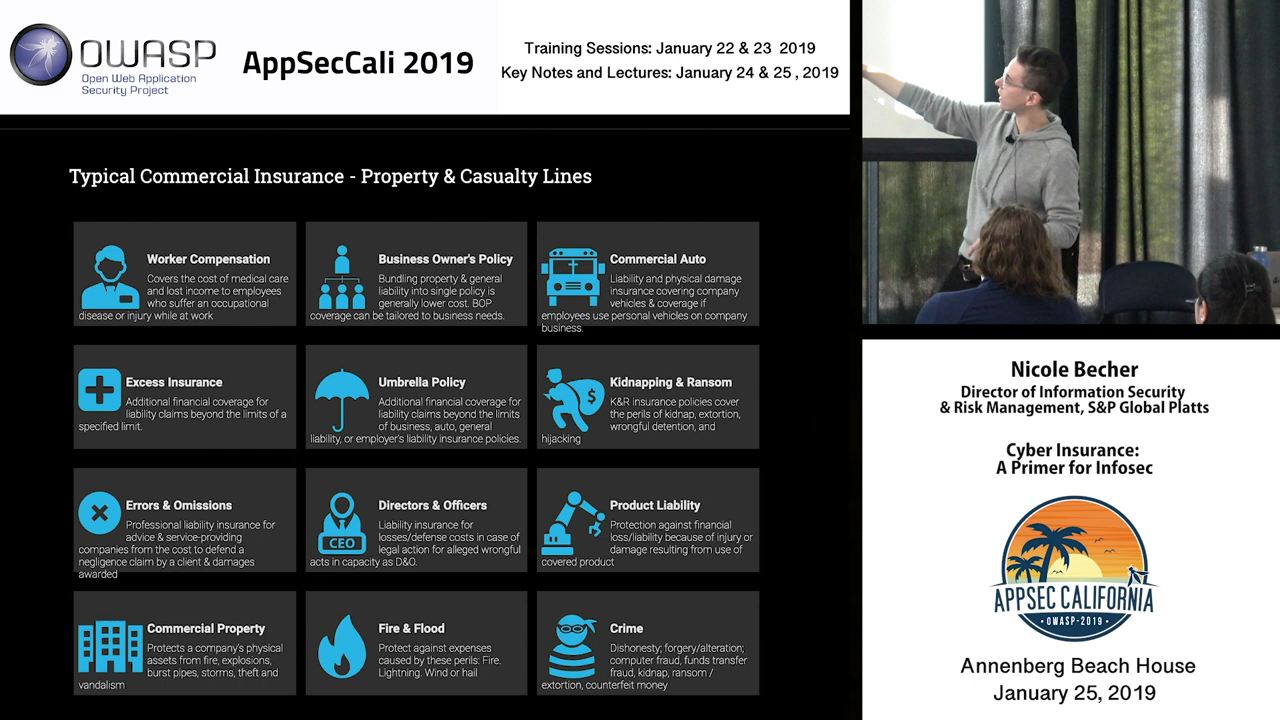 OWASP
Open Web Application
Security Project
AppSecCali 2019
Training Sessions: January 22 & 23 2019
Key Notes and Lectures: January 24 & 25 , 2019
Typical Commercial Insurance - Property & Casualty Lines
Worker Compensation
Covers the cost of medical care
and lost income to employees
who suffer an occupational
disease or injury while at work
Business Owner's Policy
Bundling property & general
liability into single policy is
generally lower cost. BOP
coverage can be tailored to business needs.
Commercial Auto
Liability and physical damage
insurance covering company
vehicles & coverage if
employees use personal vehicles on company
business.
Excess Insurance
Additional financial coverage for
liability claims beyond the limits of a
specified limit.
Umbrella Policy
Additional financial coverage for
liability claims beyond the limits
of business, auto, general
liability, or employer's liability insurance policies.
Kidnapping & Ransom
K&R insurance policies cover
the perils of kidnap, extortion,
wrongful detention, and
hijacking
$
Errors & Omissions
Professional liability insurance for
advice & service-providing
companies from the cost to defend a
negligence claim by a client & damages
awarded
Directors & Officers
Liability insurance for
losses/defense costs in case of
legal action for alleged wrongful
acts in capacity as D&O.
CEO
Product Liability
Protection against financial
loss/liability because of injury or
damage resulting from use of
covered product
Commercial Property
Protects a company's physical
assets from fire, explosions,
burst pipes, storms, theft and
vandalism
Fire & Flood
Protect against expenses
caused by these perils: Fire.
Lightning. Wind or hail
Crime
Dishonesty; forgery/alteration;
computer fraud, funds transfer
fraud, kidnap, ransom /
extortion, counterfeit money
Nicole Becher
Director of Information Security
& Risk Management, S&P Global Platts
Cyber Insurance:
A Primer for Infosec
APPSEC CALIFORNIA
• OWASP-2019 •
Annenberg Beach House
January 25, 2019